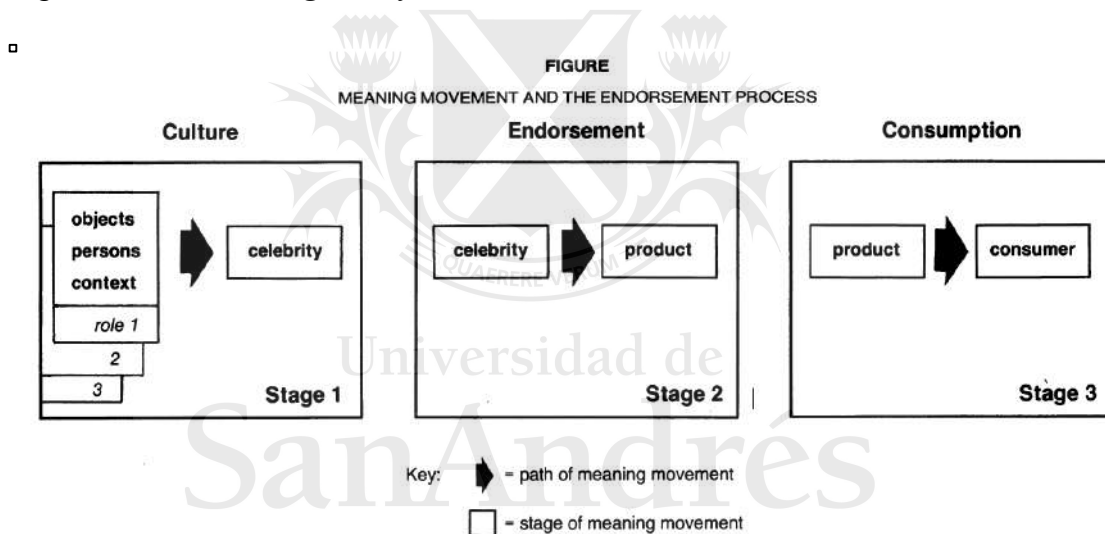 FIGURE
MEANING MOVEMENT AND THE ENDORSEMENT PROCESS
Culture
Endorsement
Consumption
objects
persons
context
role 1
2
3
celebrity
Stage 1
celebrity
product
Stage 2
product
consumer
Stage 3
Key:
= path of meaning movement
= stage of meaning movement
QUAERERE VERUM
Universidad de
SanAndrés